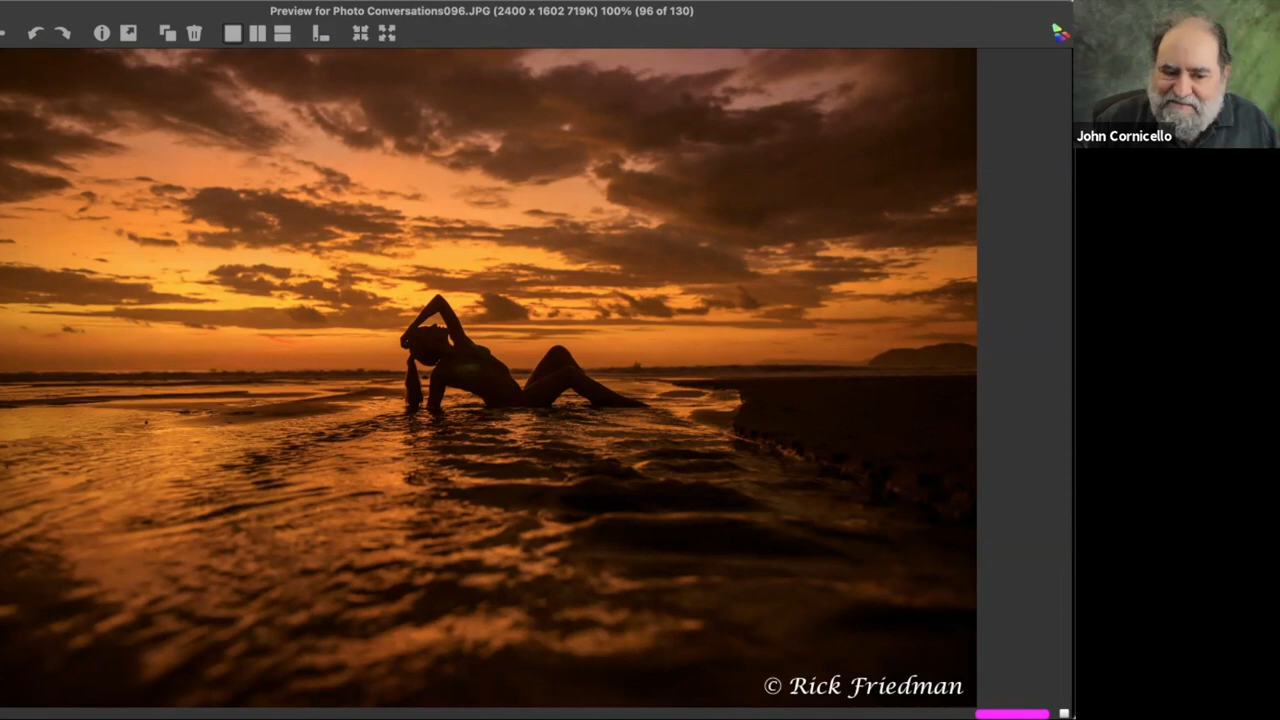 Preview for Photo Conversations096.JPG (2400 x 1602 719K) 100% (96 of 130)
John Cornicello
© Rick Friedman